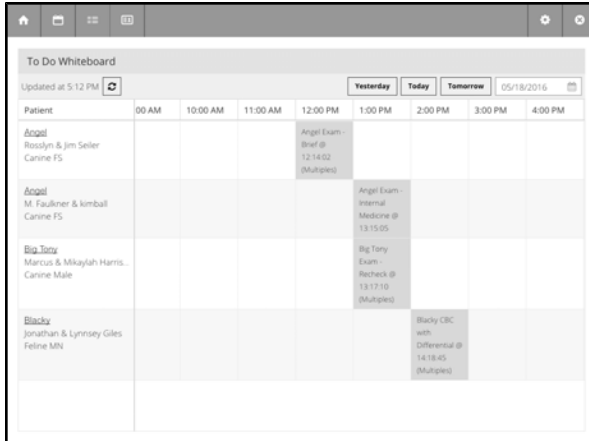 To Do Whiteboard
Updated at 5:12 PM
Yesterday Today Tomorrow 05/18/2016
Patient 00 AM 10:00 AM 11:00 AM 12:00 PM 1:00 PM 2:00 PM 3:00 PM 4:00 PM
Angel
Rosslyn & Jim Seiler
Canine FS
Angel Exam -
Brief @
12:14:02
(Multiples)
Angel
M. Faulkner & kimball
Canine FS
Angel Exam -
Internal
Medicine @
13:15:05
Big Tony
Marcus & Mikaylah Harris...
Canine Male
Big Tony
Exam -
Recheck @
13:17:10
(Multiples)
Blacky
Jonathan & Lynnsey Giles
Feline MN
Blacky CBC
with
Differential @
14:18:45
(Multiples)